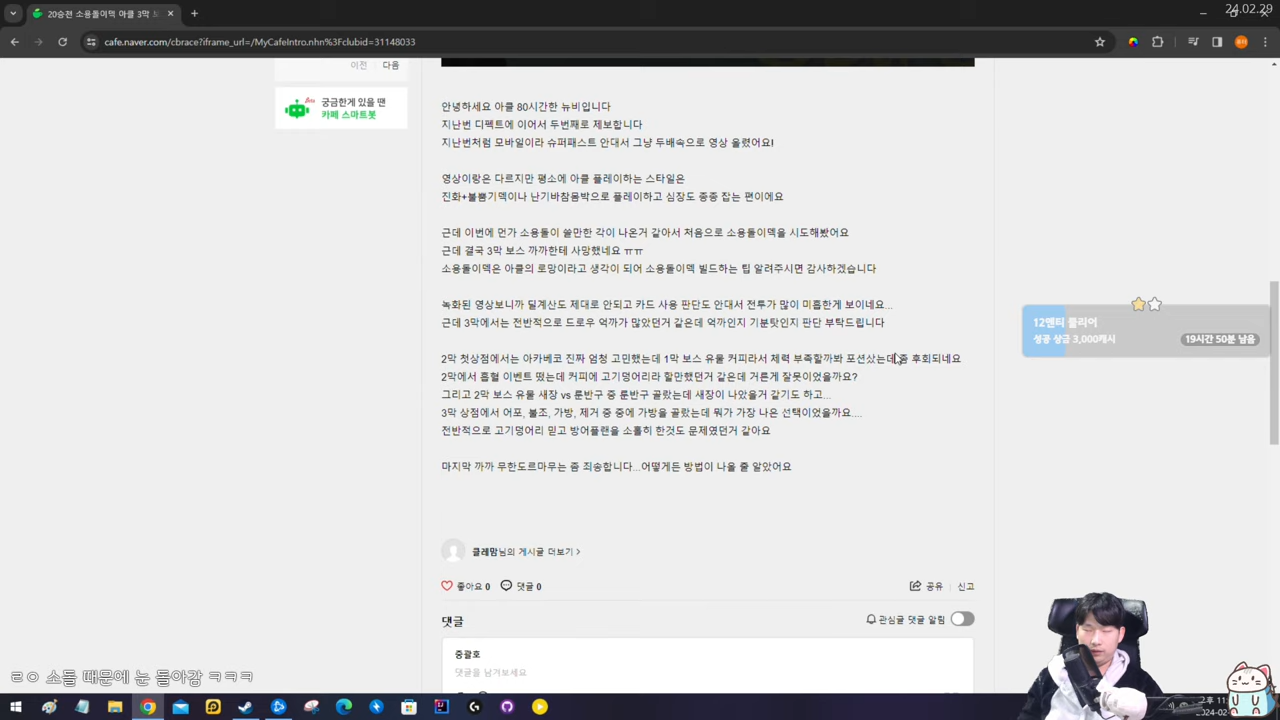 24.02.29
20승천 소용돌이덱 아클 3막 보
cafe.naver.com/cbrace?iframe_url=/MyCafeIntro.nhn%3Fclubid=31148033
이전 다음
궁금한게 있을 땐
카페 스마트봇
안녕하세요 아클 80시간한 뉴비입니다
지난번 디펙트에 이어서 두번째로 제보합니다
지난번처럼 모바일이라 슈퍼패스트 안대서 그냥 두배속으로 영상 올렸어요!
영상이랑은 다르지만 평소에 아클 플레이하는 스타일은
진화+불뿜기덱이나 난기바참몸박으로 플레이하고 심장도 종종 잡는 편이에요
근데 이번에 먼가 소용돌이 쓸만한 각이 나온거 같아서 처음으로 소용돌이덱을 시도해봤어요
근데 결국 3막 보스 까까한테 사망했네요 ㅠㅠ
소용돌이덱은 아클의 로망이라고 생각이 되어 소용돌이덱 빌드하는 팁 알려주시면 감사하겠습니다
녹화된 영상보니까 딜계산도 제대로 안되고 카드 사용 판단도 안대서 전투가 많이 미흡한게 보이네요...
근데 3막에서는 전반적으로 드로우 억까가 많았던거 같은데 억까인지 기분탓인지 판단 부탁드립니다
2막 첫상점에서는 아카베코 진짜 엄청 고민했는데 1막 보스 유물 커피라서 체력 부족할까봐 포션샀는데 좀 후회되네요
2막에서 흡혈 이벤트 떴는데 커피에 고기덩어리라 할만했던거 같은데 거른게 잘못이었을까요?
그리고 2막 보스 유물 새장 vs 룬반구 중 룬반구 골랐는데 새장이 나았을거 같기도 하고...
3막 상점에서 어포, 불조, 가방, 제거 중 중에 가방을 골랐는데 뭐가 가장 나은 선택이었을까요....
전반적으로 고기덩어리 믿고 방어플랜을 소홀히 한것도 문제였던거 같아요
마지막 까까 무한도르마무는 좀 죄송합니다...어떻게든 방법이 나올 줄 알았어요
12멘티 돌리어
성공 상금 3,000캐시 19시간 50분 남음
클레맘님의 게시글 더보기 >
좋아요 0 댓글 0 공유 신고
댓글 관심글 댓글 알림
중괄호
댓글을 남겨보세요
ㄹㅇ 소돌 때문에 눈 돌아감 ㅋㅋㅋ